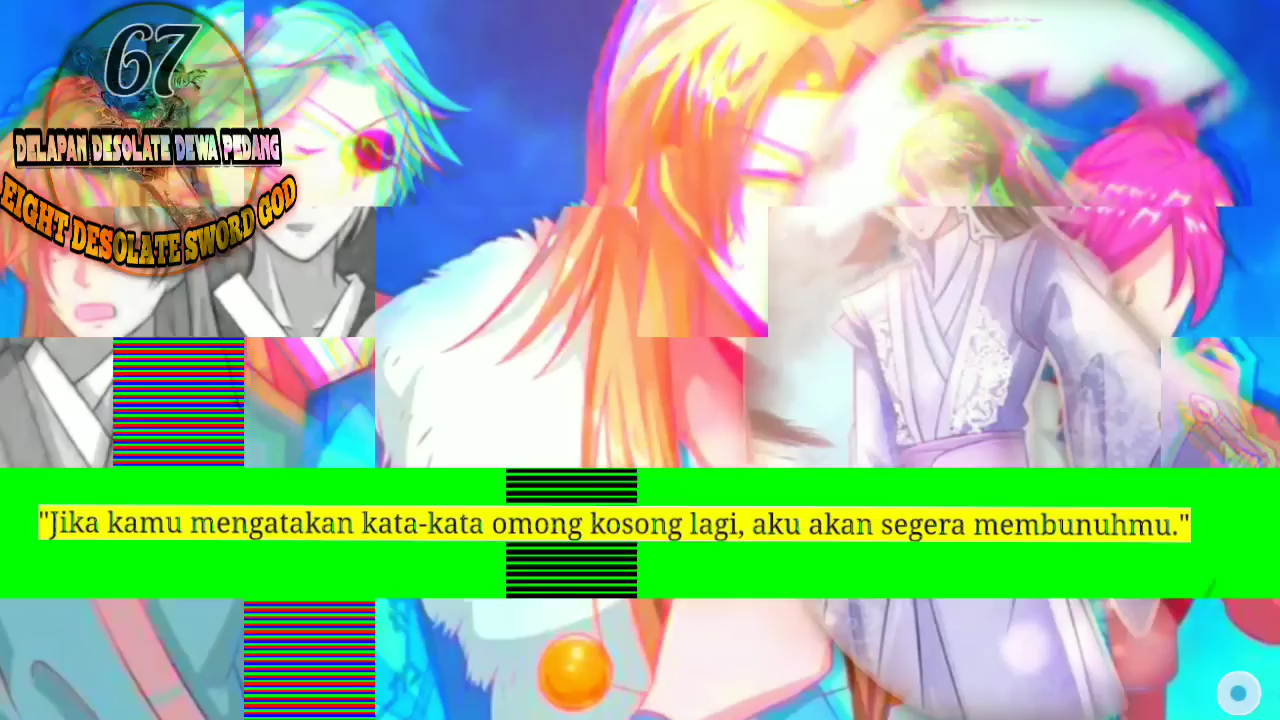 67
DELAPAN DESOLATE DEWA PEDANG
EIGHT DESOLATE SWORD GOD
"Jika kamu mengatakan kata-kata omong kosong lagi, aku akan segera membunuhmu."